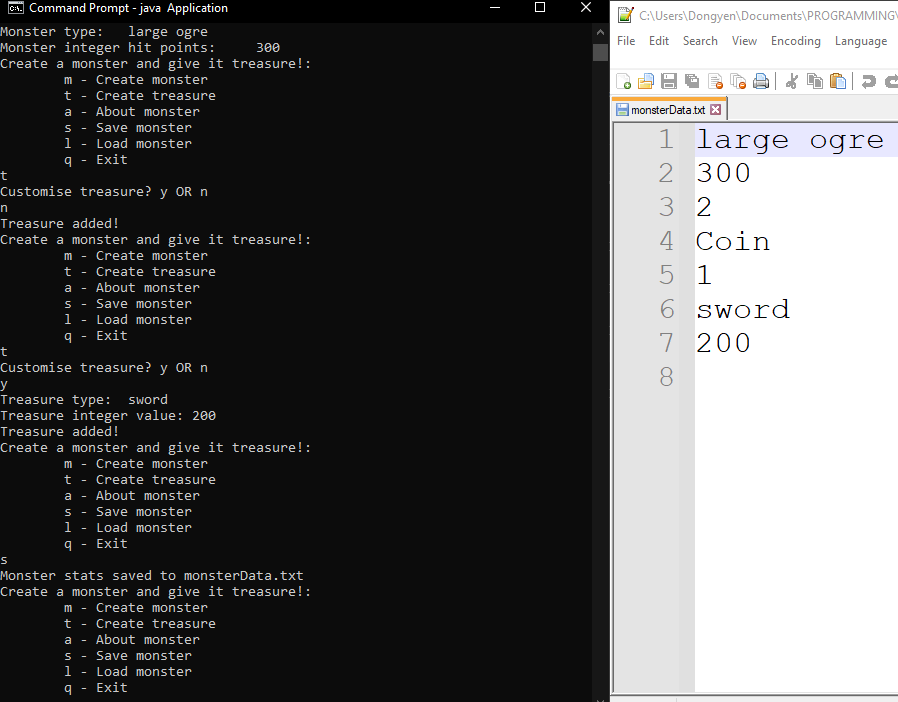 Command Prompt - java  Application
Monster type:   large ogre
Monster integer hit points:     300
Create a monster and give it treasure!:
        m - Create monster
        t - Create treasure
        a - About monster
        s - Save monster
        l - Load monster
        q - Exit
t
Customise treasure? y OR n
n
Treasure added!
Create a monster and give it treasure!:
        m - Create monster
        t - Create treasure
        a - About monster
        s - Save monster
        l - Load monster
        q - Exit
t
Customise treasure? y OR n
y
Treasure type:  sword
Treasure integer value: 200
Treasure added!
Create a monster and give it treasure!:
        m - Create monster
        t - Create treasure
        a - About monster
        s - Save monster
        l - Load monster
        q - Exit
s
Monster stats saved to monsterData.txt
Create a monster and give it treasure!:
        m - Create monster
        t - Create treasure
        a - About monster
        s - Save monster
        l - Load monster
        q - Exit
C:\Users\Dongyen\Documents\PROGRAMMING\
File Edit Search View Encoding Language
monsterData.txt
1 large ogre
2 300
3 2
4 Coin
5 1
6 sword
7 200
8